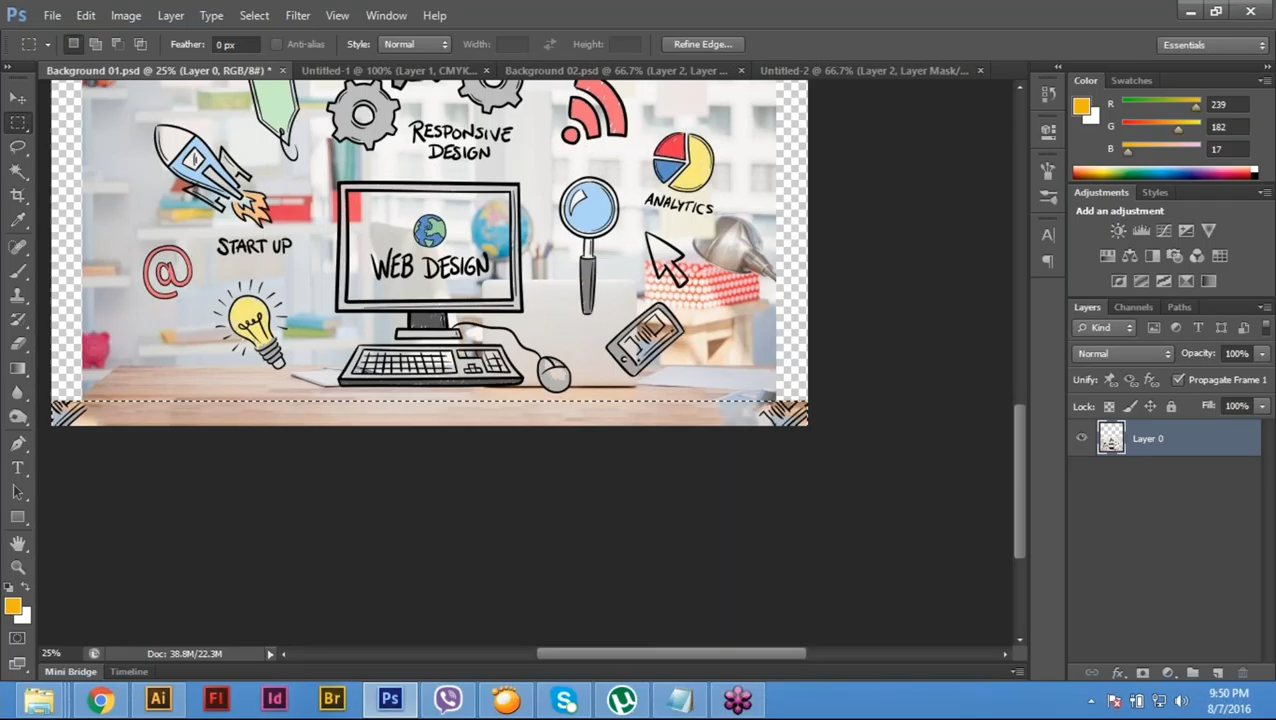 Ps File Edit Image Layer Type Select Filter View Window Help
Feather: 0 px Anti-alias Style: Normal Width: Height: Refine Edge... Essentials
Background 01.psd @ 25% (Layer 0, RGB/8#) * × Untitled-1 @ 100% (Layer 1, CMYK... × Background 02.psd @ 66.7% (Layer 2, Layer ... × Untitled-2 @ 66.7% (Layer 2, Layer Mask/... ×
Color Swatches
R 239
G 182
B 17
Adjustments Styles
Add an adjustment
RESPONSIVE
DESIGN
ANALYTICS
START UP
@
WEB DESIGN
Layers Channels Paths
Kind
Normal Opacity: 100%
Unify: Propagate Frame 1
Lock: Fill: 100%
Layer 0
25% Doc: 38.8M/22.3M
Mini Bridge Timeline
Ai Fl Id Br Ps
9:50 PM
8/7/2016